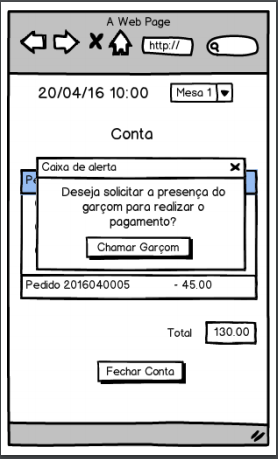 A Web Page
http://
20/04/16 10:00 Mesa 1
Conta
Caixa de alerta
Deseja solicitar a presença do
garçom para realizar o
pagamento?
Chamar Garçom
Pedido 2016040005 - 45.00
Total 130.00
Fechar Conta